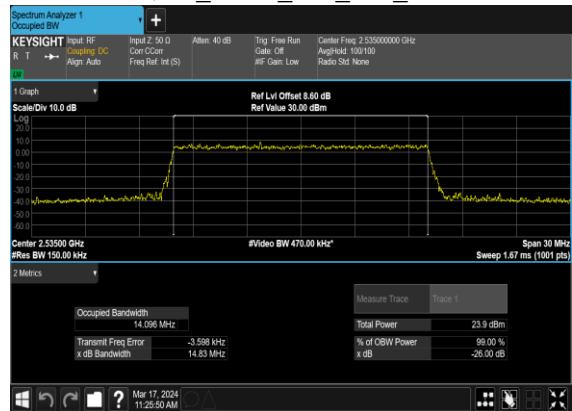 Spectrum Analyzer 1
Occupied BW
KEYSIGHT
R T
LW
Input: RF
Coupling: DC
Align: Auto
Input Z: 50 Ω
Corr CCorr
Freq Ref: Int (S)
Atten: 40 dB
Trig: Free Run
Gate: Off
#IF Gain: Low
Center Freq: 2.535000000 GHz
Avg|Hold: 100/100
Radio Std: None
1 Graph
Scale/Div 10.0 dB
Ref Lvl Offset 8.60 dB
Ref Value 30.00 dBm
Log
20.0
10.0
0.00
-10.0
-20.0
-30.0
-40.0
-50.0
-60.0
Center 2.53500 GHz
#Video BW 470.00 kHz*
Span 30 MHz
#Res BW 150.00 kHz
Sweep 1.67 ms (1001 pts)
2 Metrics
Measure Trace Trace 1
Occupied Bandwidth
14.096 MHz
Total Power 23.9 dBm
Transmit Freq Error -3.598 kHz
% of OBW Power 99.00 %
x dB Bandwidth 14.83 MHz
x dB -26.00 dB
?
Mar 17, 2024
11:25:50 AM